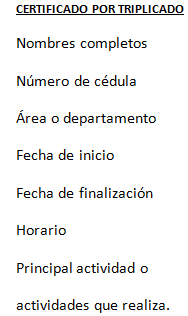 CERTIFICADO POR TRIPLICADO
Nombres completos
Número de cédula
Área o departamento
Fecha de inicio
Fecha de finalización
Horario
Principal actividad o
actividades que realiza.